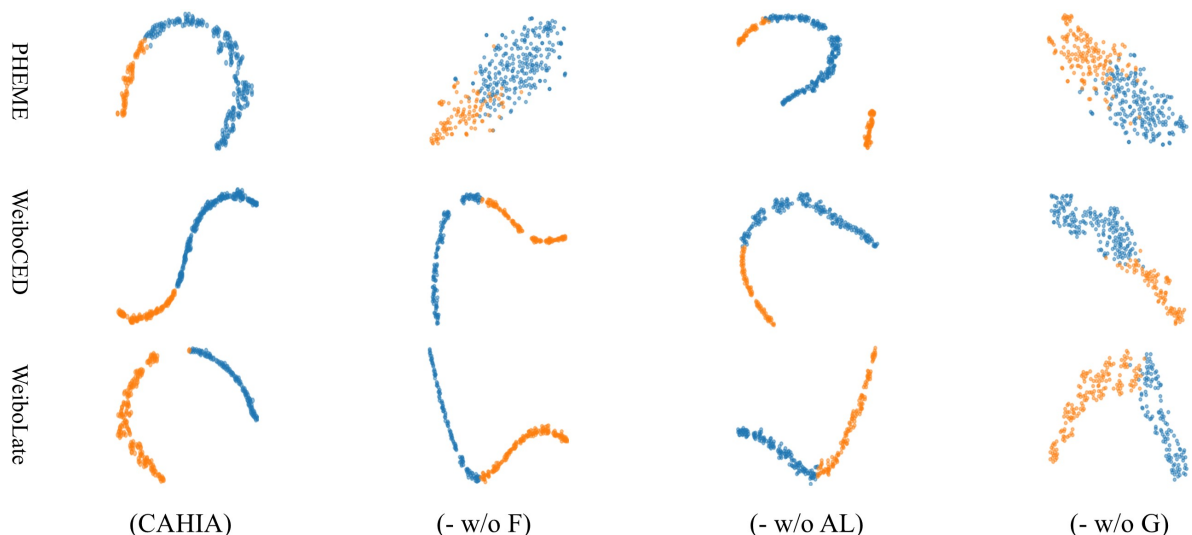 PHEME
WeiboCED
WeiboLate
(CAHIA)
(- w/o F)
(- w/o AL)
(- w/o G)